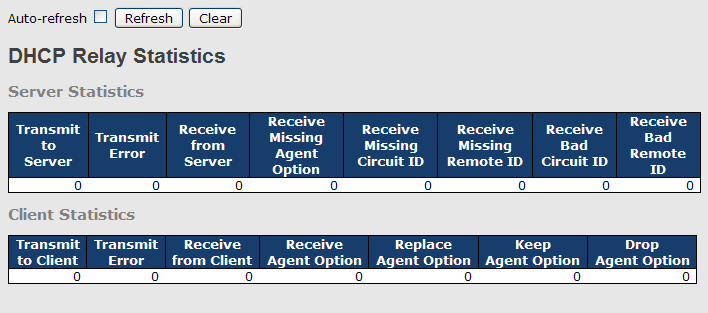 Auto-refresh Refresh Clear
DHCP Relay Statistics
Server Statistics
Transmit to Server Transmit Error Receive from Server Receive Missing Agent Option Receive Missing Circuit ID Receive Missing Remote ID Receive Bad Circuit ID Receive Bad Remote ID
0 0 0 0 0 0 0 0
Client Statistics
Transmit to Client Transmit Error Receive from Client Receive Agent Option Replace Agent Option Keep Agent Option Drop Agent Option
0 0 0 0 0 0 0